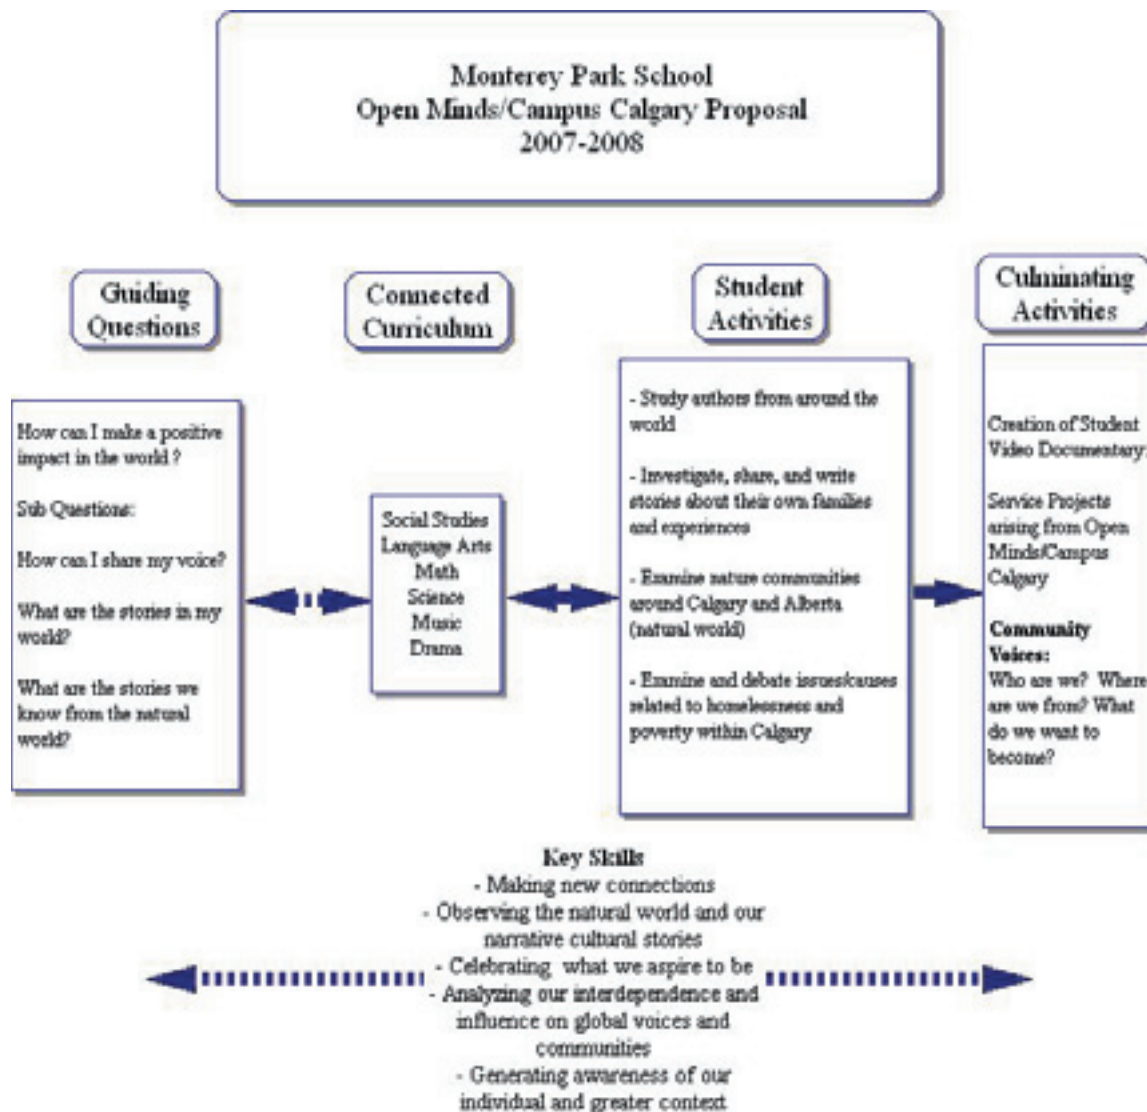 Monterey Park School
Open Minds/Campus Calgary Proposal
2007-2008
Guiding
Questions
Connected
Curriculum
Student
Activities
Culminating
Activities
How can I make a positive
impact in the world ?
Sub Questions:
How can I share my voice?
What are the stories in my
world?
What are the stories we
know from the natural
world?
Social Studies
Language Arts
Math
Science
Music
Drama
- Study authors from around the
world
- Investigate, share, and write
stories about their own families
and experiences
- Examine nature communities
around Calgary and Alberta
(natural world)
- Examine and debate issues/causes
related to homelessness and
poverty within Calgary
Creation of Student
Video Documentary:
Service Projects
arising from Open
Minds/Campus
Calgary
Community
Voices:
Who are we? Where
are we from? What
do we want to
become?
Key Skills
- Making new connections
- Observing the natural world and our
narrative cultural stories
- Celebrating what we aspire to be
- Analyzing our interdependence and
influence on global voices and
communities
- Generating awareness of our
individual and greater context